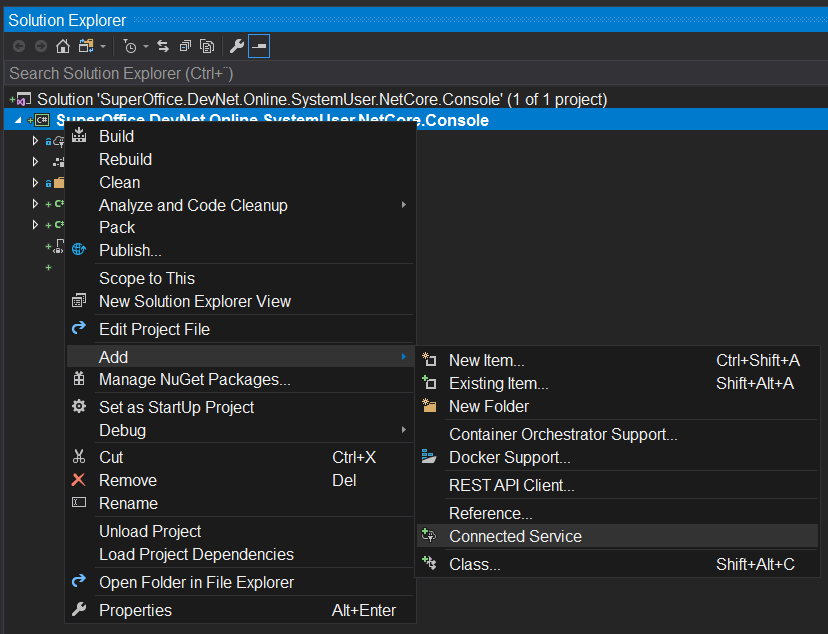 Solution Explorer
Search Solution Explorer (Ctrl+¨)
Solution 'SuperOffice.DevNet.Online.SystemUser.NetCore.Console' (1 of 1 project)
C# SuperOffice.DevNet.Online.SystemUser.NetCore.Console
Build
Rebuild
Clean
Analyze and Code Cleanup
Pack
Publish...
Scope to This
New Solution Explorer View
Edit Project File
Add
Manage NuGet Packages...
Set as StartUp Project
Debug
Cut Ctrl+X
Remove Del
Rename
Unload Project
Load Project Dependencies
Open Folder in File Explorer
Properties Alt+Enter
New Item... Ctrl+Shift+A
Existing Item... Shift+Alt+A
New Folder
Container Orchestrator Support...
Docker Support...
REST API Client...
Reference...
Connected Service
Class... Shift+Alt+C